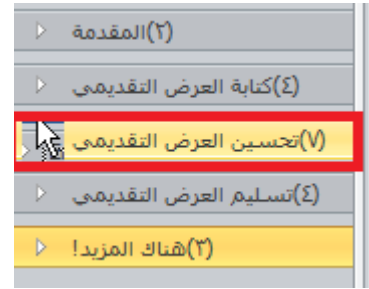 (٢)المقدمة
(٤)كتابة العرض التقديمي
(٧)تحسين العرض التقديمي
(٤)تسليم العرض التقديمي
(٣)هناك المزيد!